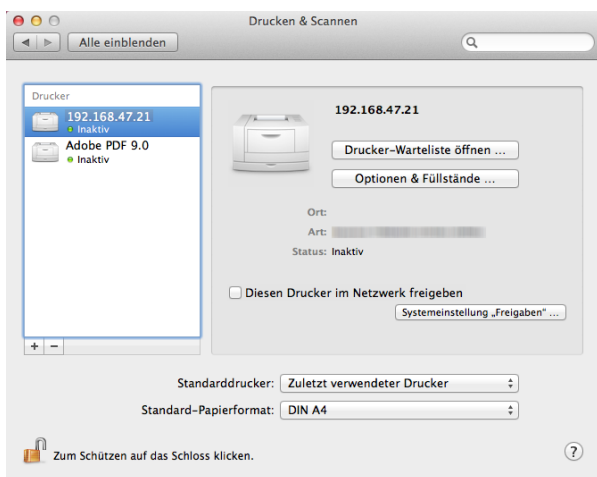 Drucken & Scannen
Alle einblenden
Drucker
192.168.47.21
Inaktiv
Adobe PDF 9.0
Inaktiv
192.168.47.21
Drucker-Warteliste öffnen ...
Optionen & Füllstände ...
Ort:
Art:
Status: Inaktiv
Diesen Drucker im Netzwerk freigeben
Systemeinstellung „Freigaben“ ...
+ −
Standarddrucker: Zuletzt verwendeter Drucker
Standard-Papierformat: DIN A4
Zum Schützen auf das Schloss klicken.
?